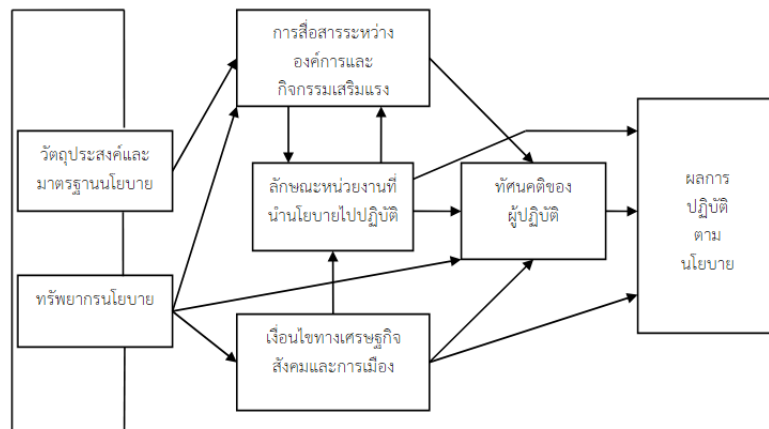 การสื่อสารระหว่าง
องค์การและ
กิจกรรมเสริมแรง
วัตถุประสงค์และ
มาตรฐานนโยบาย
ลักษณะหน่วยงานที่
นำนโยบายไปปฏิบัติ
ทัศนคติของ
ผู้ปฏิบัติ
ผลการ
ปฏิบัติ
ตาม
นโยบาย
ทรัพยากรนโยบาย
เงื่อนไขทางเศรษฐกิจ
สังคมและการเมือง